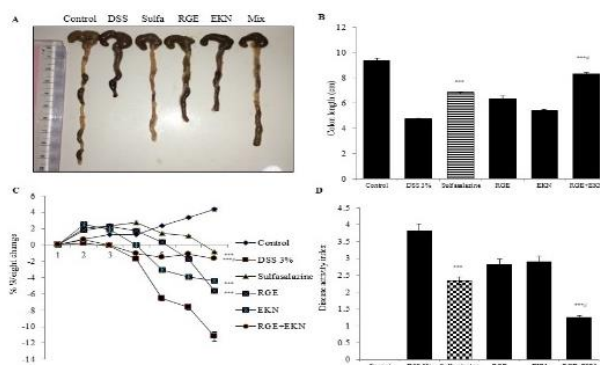 A
Control DSS Sulfa RGE EKN Mix
B
Colon length (cm)
12
10
8
6
4
2
0
***
***,#
Control DSS 3% Sulfasalazine RGE EKN RGE+EKN
C
% Weight change
6
4
2
0
-2
-4
-6
-8
-10
-12
-14
1 2 3
***
***
***
Control
DSS 3%
Sulfasalazine
RGE
EKN
RGE+EKN
D
Disease activity index
4.5
4
3.5
3
2.5
2
1.5
1
0.5
0
***